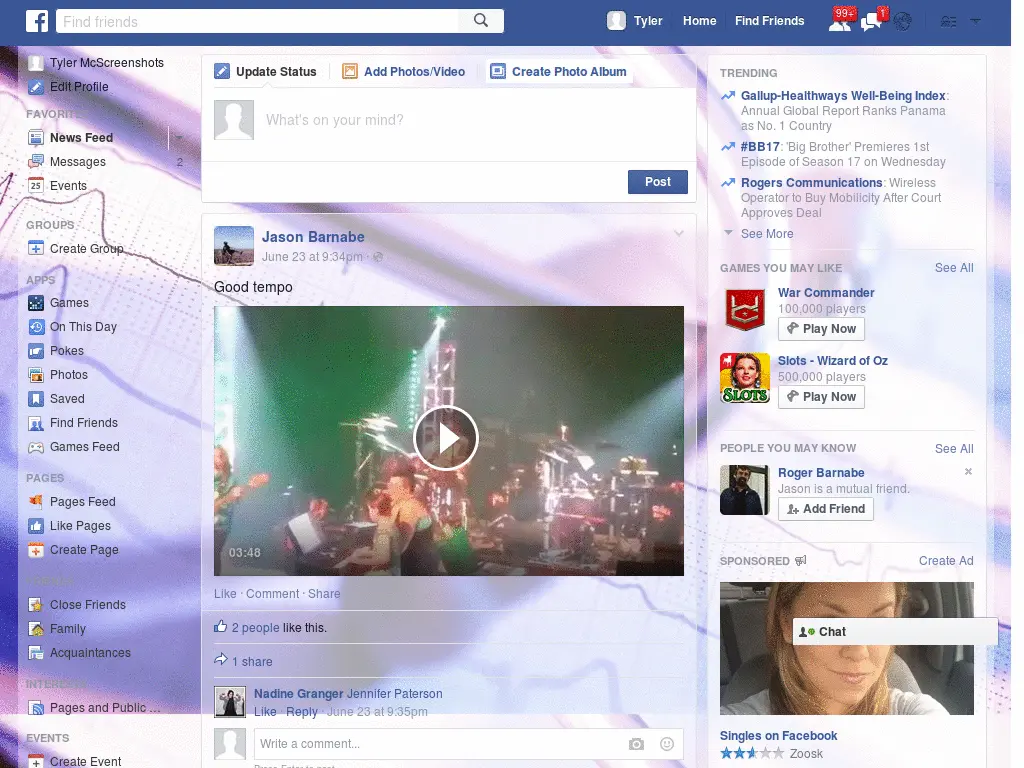 Find friends
Tyler
Home
Find Friends
99+
1
Tyler McScreenshots
Edit Profile
News Feed
Messages
2
25
Events
GROUPS
Create Group
APPS
Games
On This Day
Pokes
Photos
Saved
Find Friends
Games Feed
PAGES
Pages Feed
Like Pages
Create Page
Close Friends
Family
Acquaintances
Pages and Public ...
EVENTS
Create Event
Update Status
Add Photos/Video
Create Photo Album
What's on your mind?
Post
Jason Barnabe
June 23 at 9:34pm ·
Good tempo
03:48
Like · Comment · Share
2 people like this.
1 share
Nadine Granger Jennifer Paterson
Like · Reply · June 23 at 9:35pm
Write a comment...
TRENDING
Gallup-Healthways Well-Being Index:
Annual Global Report Ranks Panama
as No. 1 Country
#BB17: 'Big Brother' Premieres 1st
Episode of Season 17 on Wednesday
Rogers Communications: Wireless
Operator to Buy Mobilicity After Court
Approves Deal
See More
GAMES YOU MAY LIKE
See All
War Commander
100,000 players
Play Now
SLOTS
Slots - Wizard of Oz
500,000 players
Play Now
PEOPLE YOU MAY KNOW
See All
Roger Barnabe
Jason is a mutual friend.
Add Friend
SPONSORED
Create Ad
Chat
Singles on Facebook
Zoosk